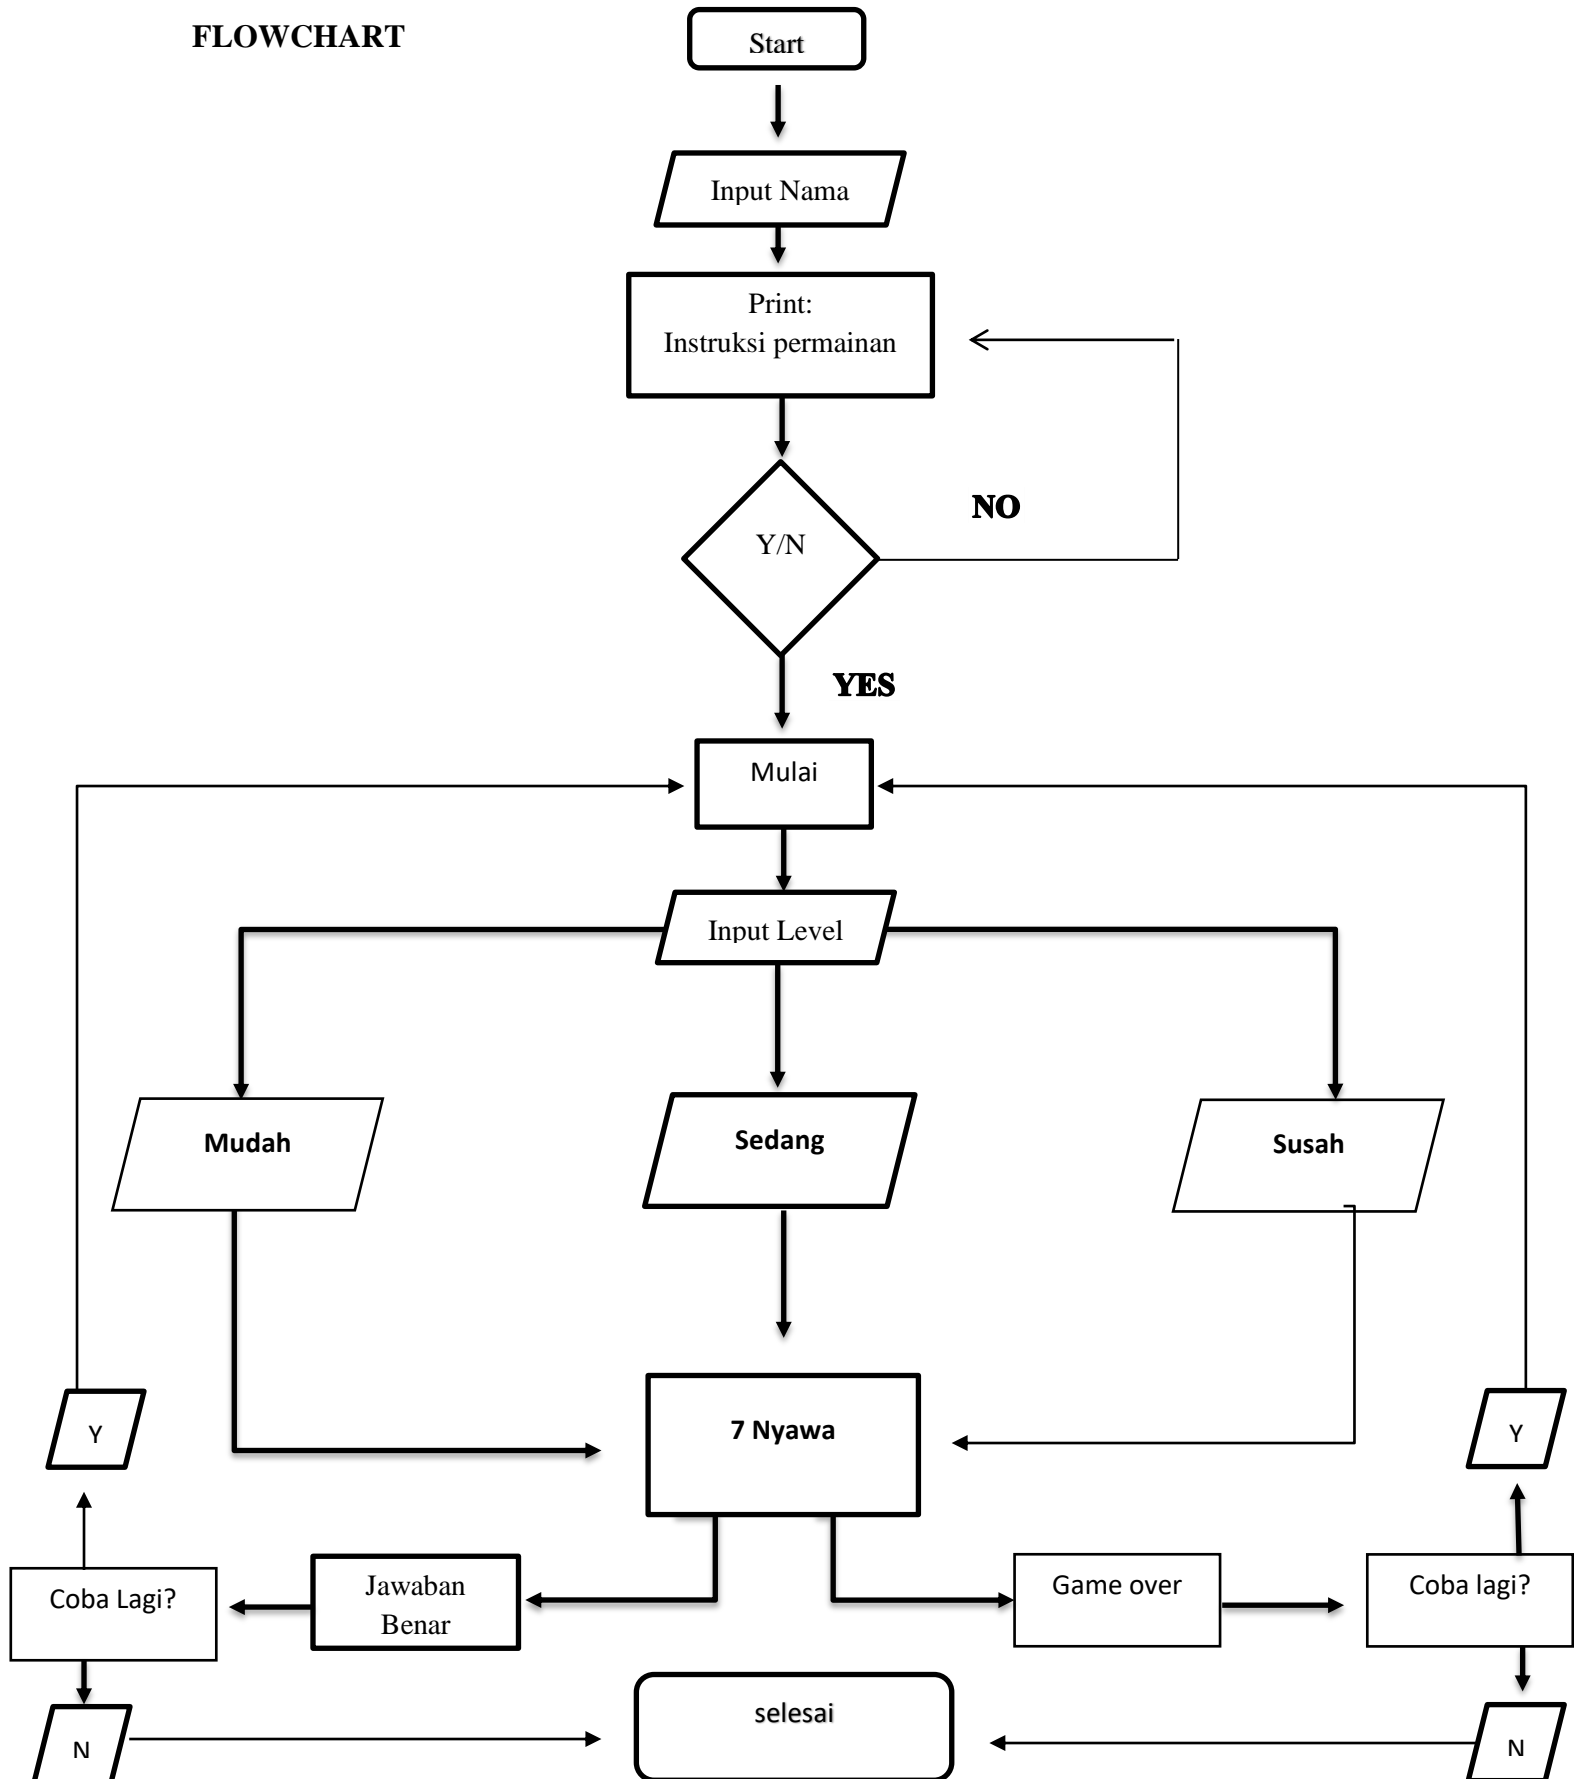 FLOWCHART
Start
Input Nama
Print:
Instruksi permainan
Y/N
NO
YES
Mulai
Input Level
Mudah
Sedang
Susah
7 Nyawa
Y
Y
Coba Lagi?
Jawaban
Benar
Game over
Coba lagi?
selesai
N
N